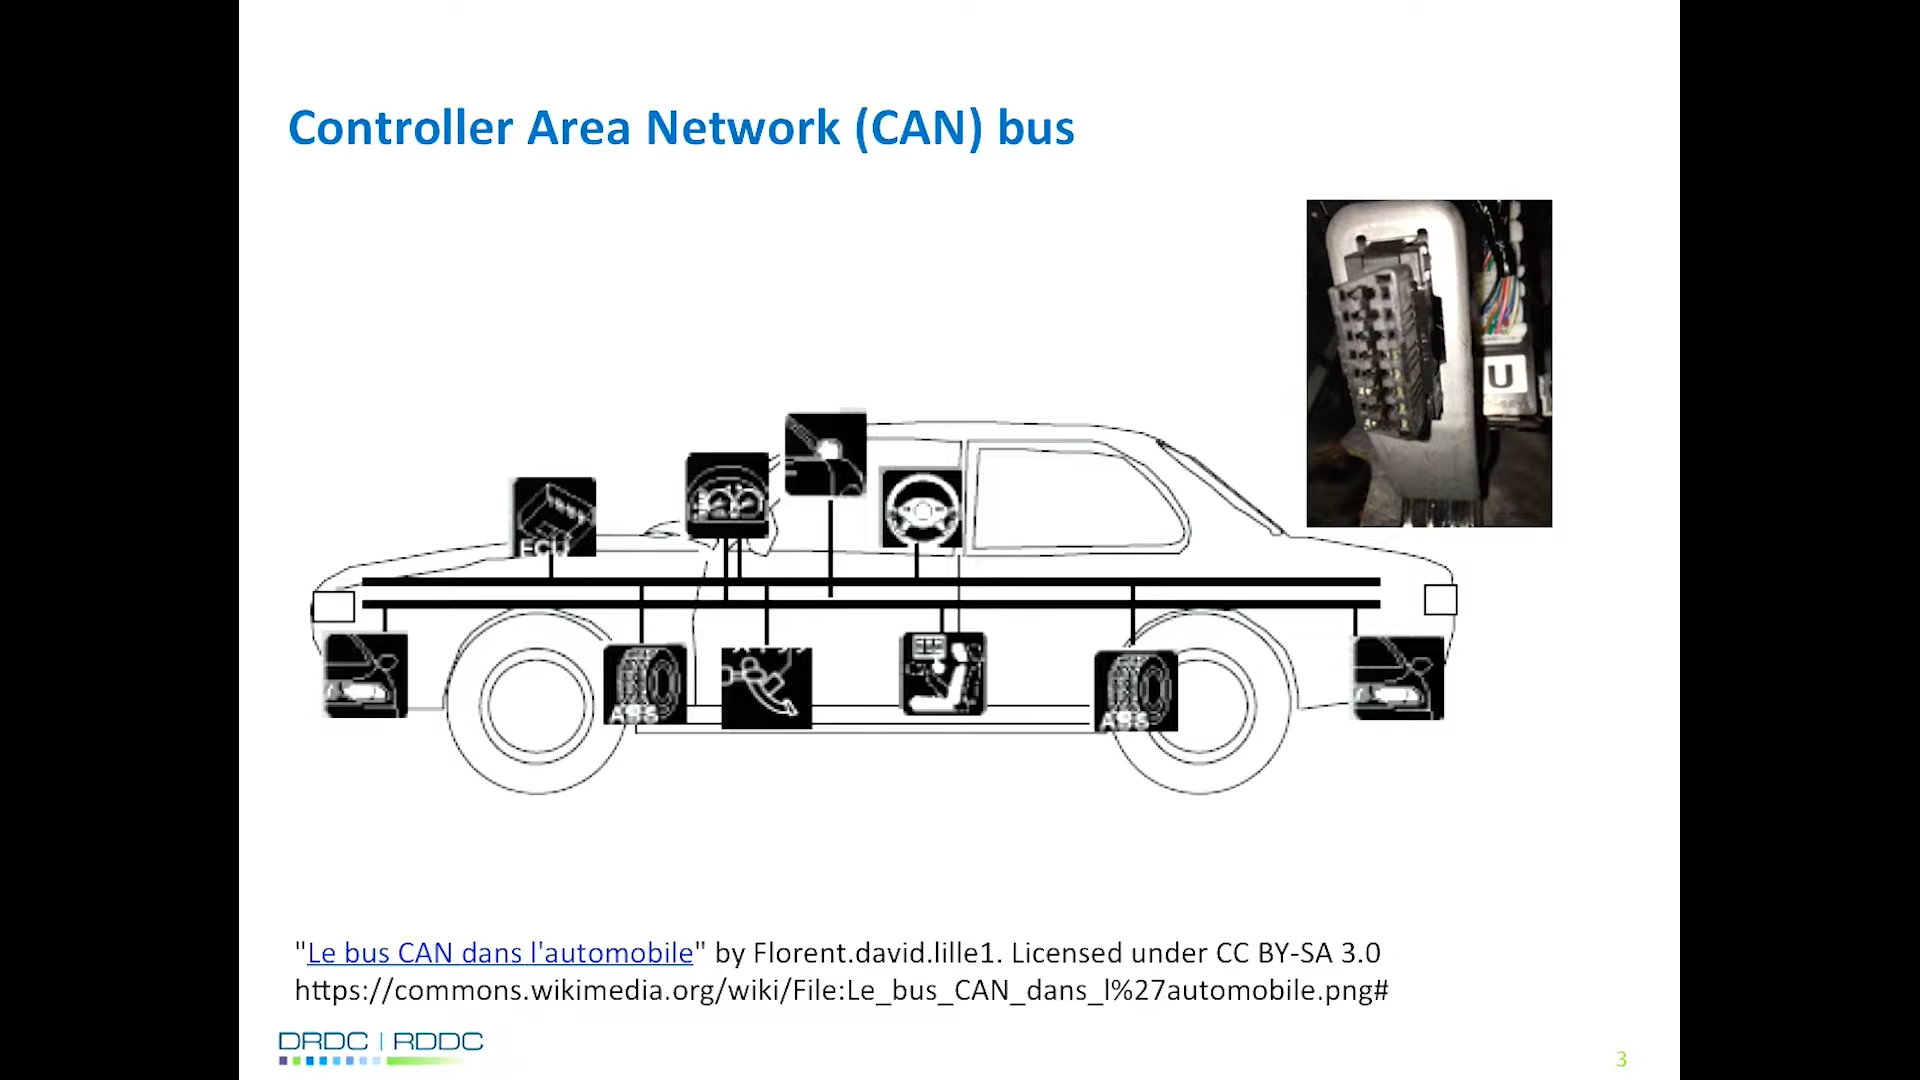 Controller Area Network (CAN) bus
U
ECU
ABS
ABS
"Le bus CAN dans l'automobile" by Florent.david.lille1. Licensed under CC BY-SA 3.0
https://commons.wikimedia.org/wiki/File:Le_bus_CAN_dans_l%27automobile.png#
DRDC | RDDC
3